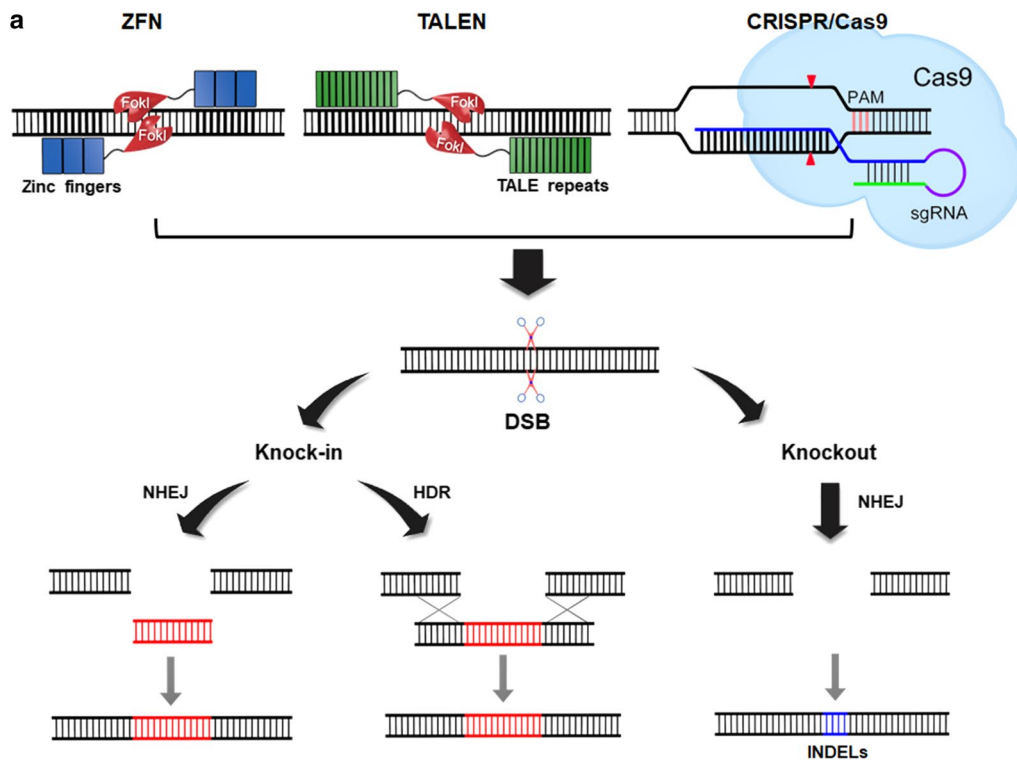 a
ZFN
TALEN
CRISPR/Cas9
FokI
FokI
Zinc fingers
FokI
FokI
TALE repeats
Cas9
PAM
sgRNA
DSB
Knock-in
Knockout
NHEJ
HDR
NHEJ
INDELs